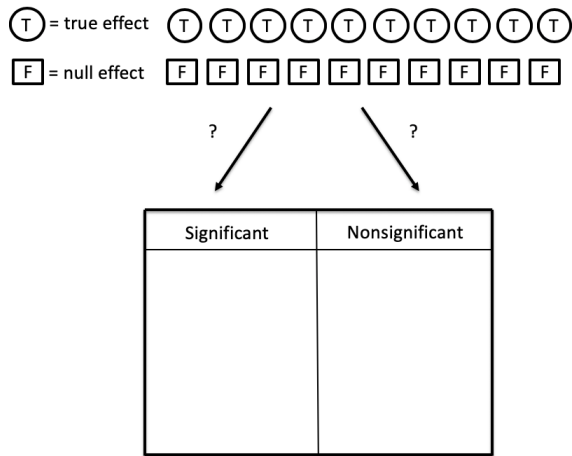 T = true effect T T T T T T T T T T
F = null effect F F F F F F F F F F
? ?
Significant Nonsignificant